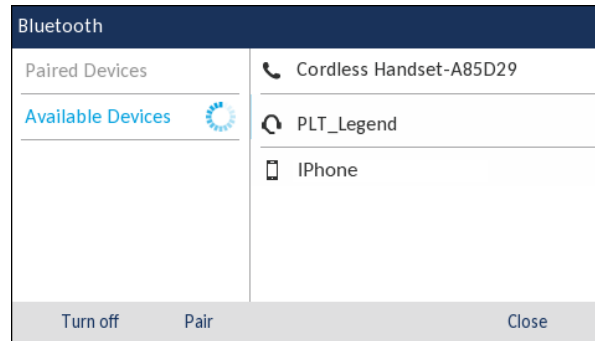 Bluetooth
Paired Devices
Available Devices
Cordless Handset-A85D29
PLT_Legend
IPhone
Turn off
Pair
Close